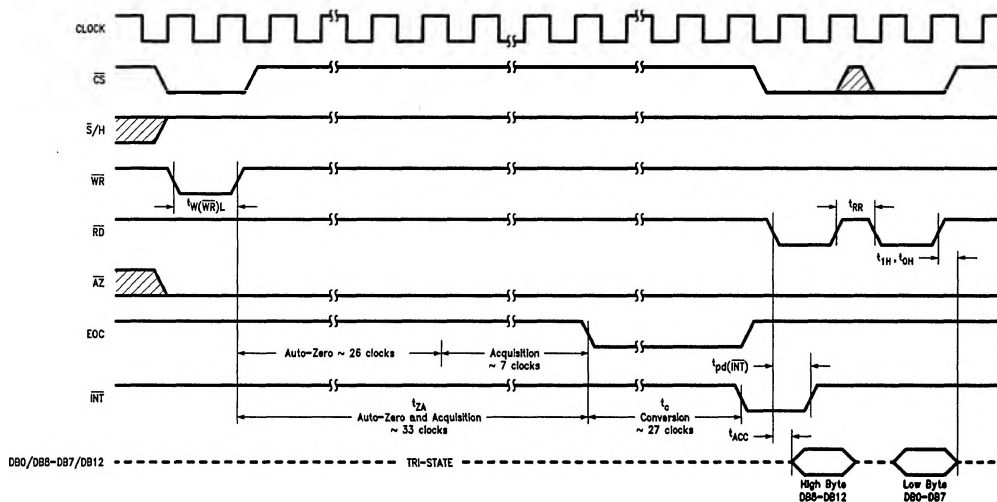 CLOCK
CS
S/H
WR
tW(WR)L
RD
tRR
t1H, t0H
AZ
EOC
Auto-Zero ~ 26 clocks
Acquisition
~ 7 clocks
tpd(INT)
INT
tZA
Auto-Zero and Acquisition
~ 33 clocks
tc
Conversion
~ 27 clocks
tACC
DB0/DB8-DB7/DB12
TRI-STATE
High Byte
DB8-DB12
Low Byte
DB0-DB7